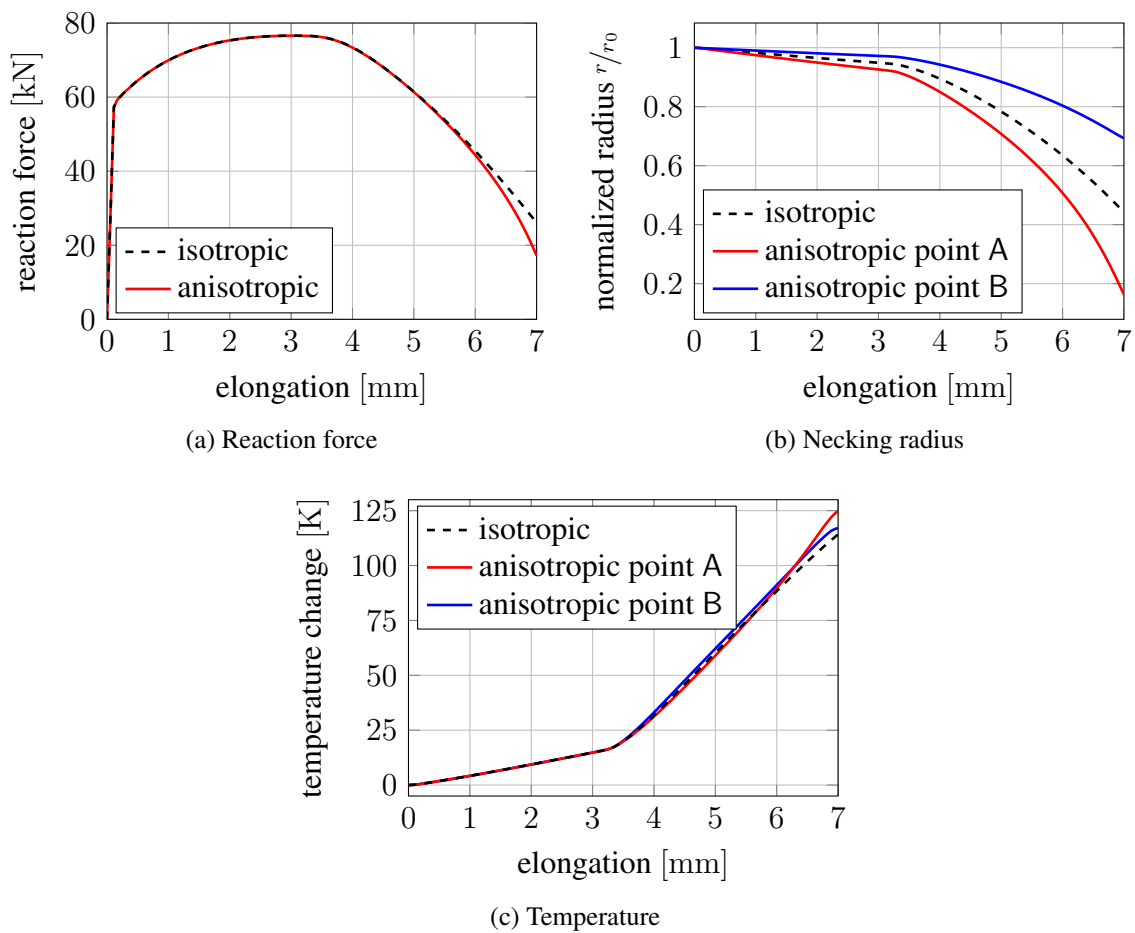 reaction force [kN]
80
60
40
20
0
isotropic
anisotropic
0 1 2 3 4 5 6 7
elongation [mm]
(a) Reaction force
normalized radius r/r0
1
0.8
0.6
0.4
0.2
isotropic
anisotropic point A
anisotropic point B
0 1 2 3 4 5 6 7
elongation [mm]
(b) Necking radius
temperature change [K]
125
100
75
50
25
0
isotropic
anisotropic point A
anisotropic point B
0 1 2 3 4 5 6 7
elongation [mm]
(c) Temperature